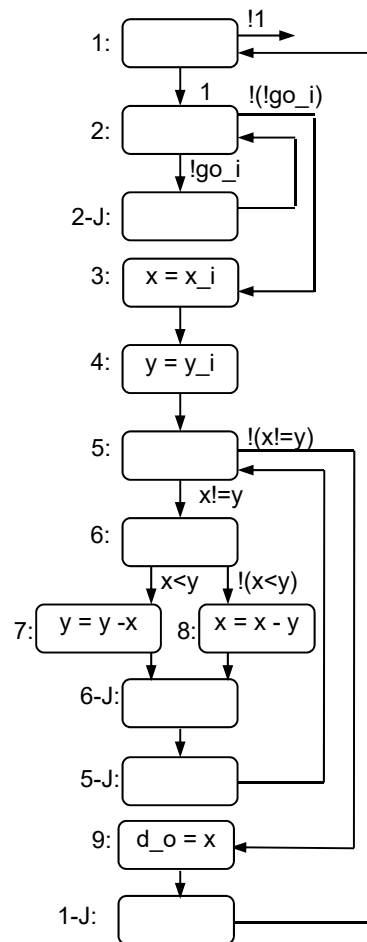 !1
1:
1
!(!go_i)
2:
!go_i
2-J:
3: x = x_i
4: y = y_i
5:
!(x!=y)
x!=y
6:
x<y !(x<y)
7: y = y -x 8: x = x - y
6-J:
5-J:
9: d_o = x
1-J: